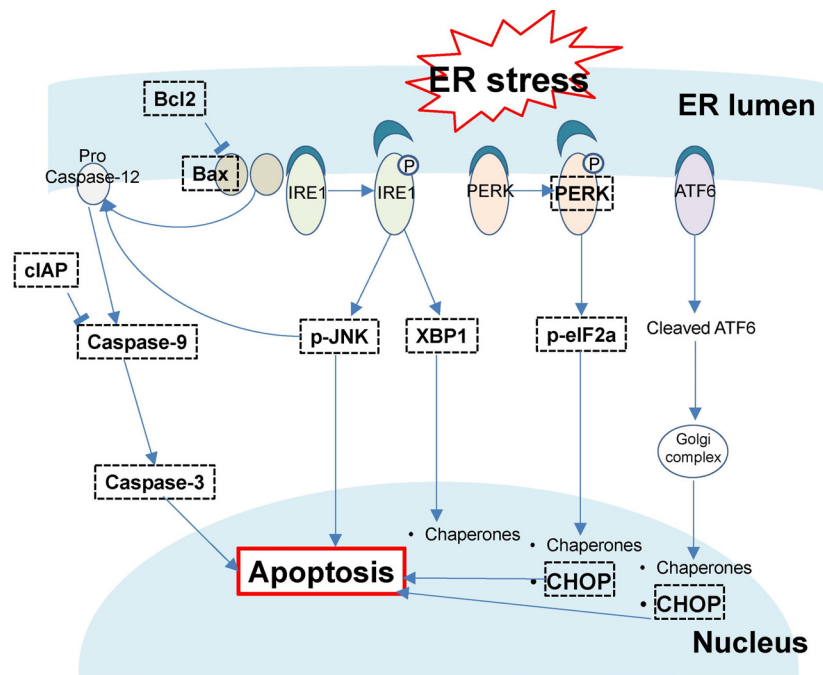 ER stress
ER lumen
Bcl2
Pro
Caspase-12
Bax
IRE1
P
IRE1
PERK
P
PERK
ATF6
cIAP
Caspase-9
p-JNK
XBP1
p-eIF2a
Cleaved ATF6
Golgi
complex
Caspase-3
• Chaperones
• Chaperones
• CHOP
• Chaperones
• CHOP
Apoptosis
Nucleus